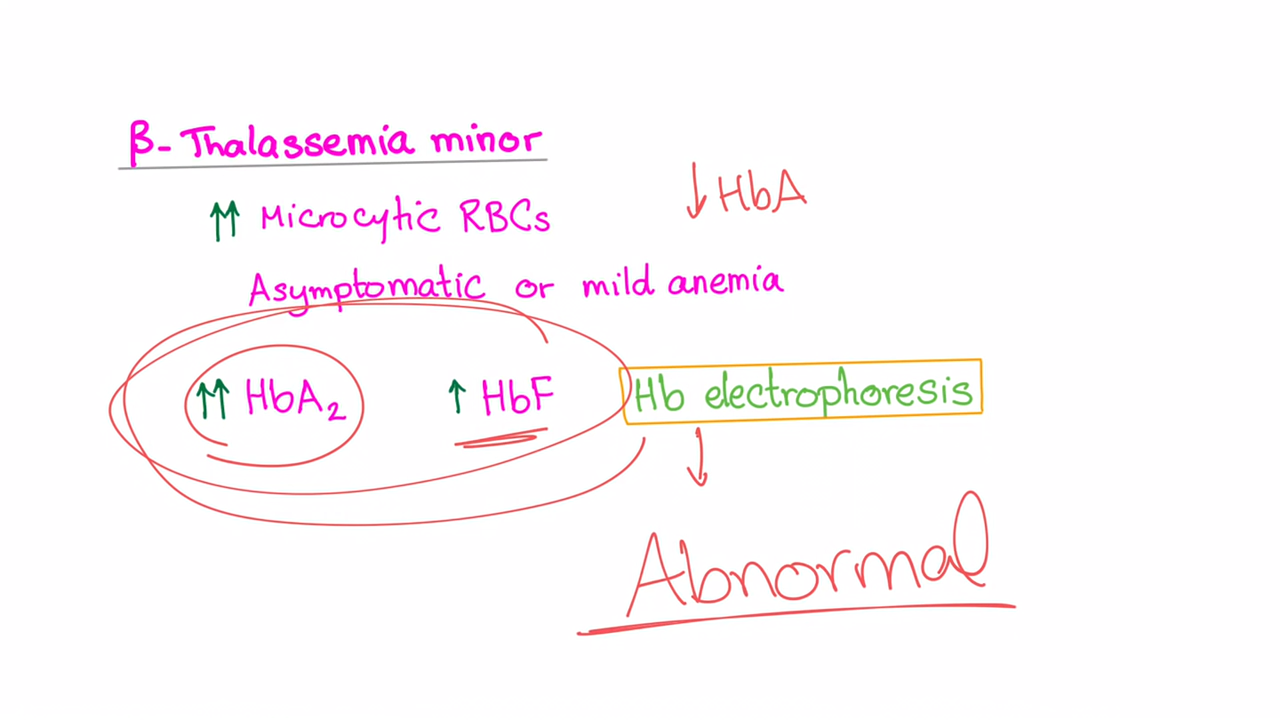 β- Thalassemia minor
↓ HbA
↑↑ Microcytic RBCs
Asymptomatic or mild anemia
↑↑ HbA₂ ↑ HbF Hb electrophoresis
↓
Abnormal